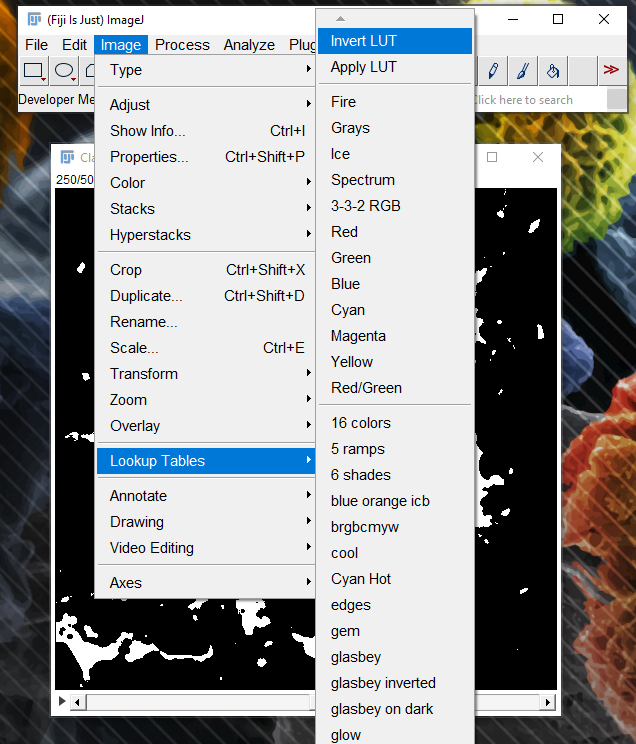 (Fiji Is Just) ImageJ
File Edit Image Process Analyze Plug
Developer Me
Click here to search
Cla
250/50
Type
Adjust
Show Info... Ctrl+I
Properties... Ctrl+Shift+P
Color
Stacks
Hyperstacks
Crop Ctrl+Shift+X
Duplicate... Ctrl+Shift+D
Rename...
Scale... Ctrl+E
Transform
Zoom
Overlay
Lookup Tables
Annotate
Drawing
Video Editing
Axes
Invert LUT
Apply LUT
Fire
Grays
Ice
Spectrum
3-3-2 RGB
Red
Green
Blue
Cyan
Magenta
Yellow
Red/Green
16 colors
5 ramps
6 shades
blue orange icb
brgbcmyw
cool
Cyan Hot
edges
gem
glasbey
glasbey inverted
glasbey on dark
glow